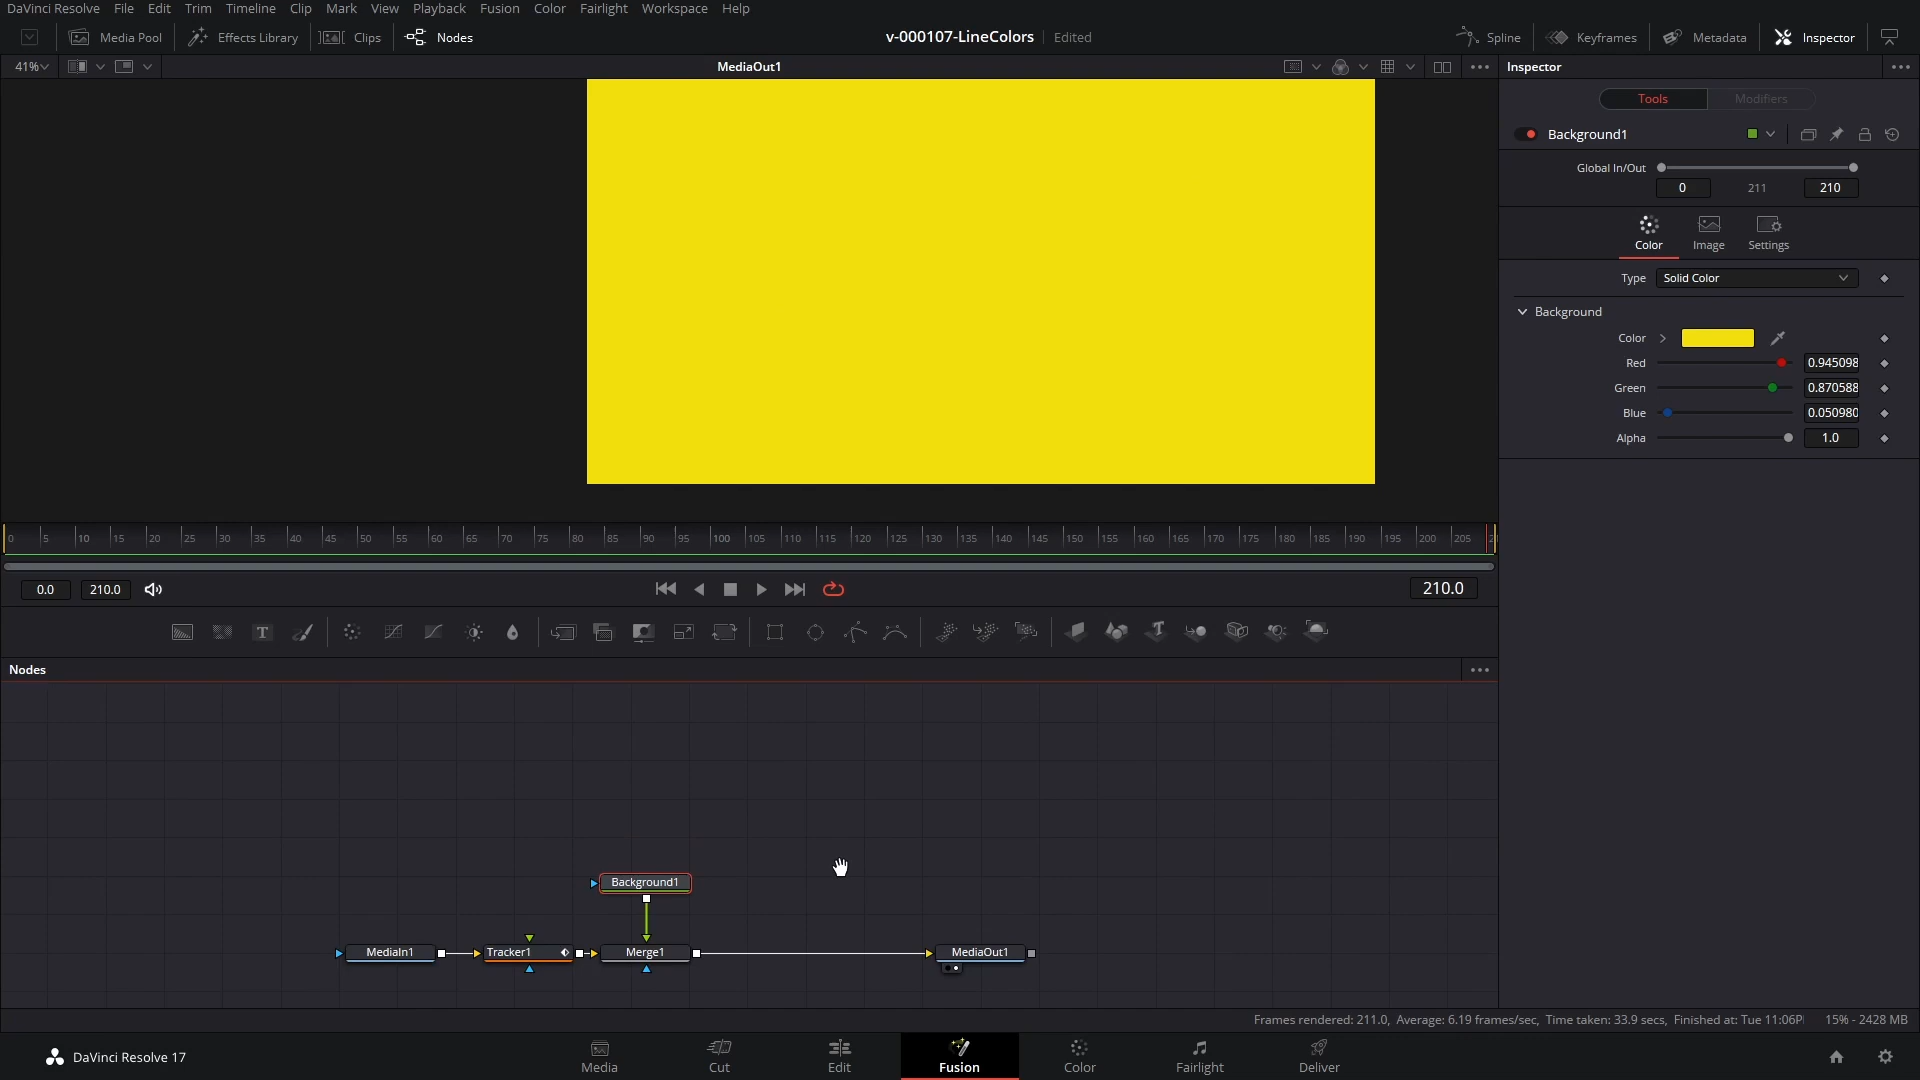 DaVinci Resolve File Edit Trim Timeline Clip Mark View Playback Fusion Color Fairlight Workspace Help
Media Pool Effects Library Clips Nodes v-000107-LineColors Edited Spline Keyframes Metadata Inspector
41% MediaOut1 Inspector
Tools Modifiers
Background1
Global In/Out
0 211 210
Color Image Settings
Type Solid Color
Background
Color
Red 0.945098
Green 0.870588
Blue 0.050980
Alpha 1.0
0 5 10 15 20 25 30 35 40 45 50 55 60 65 70 75 80 85 90 95 100 105 110 115 120 125 130 135 140 145 150 155 160 165 170 175 180 185 190 195 200 205
0.0 210.0 210.0
T
Nodes
Background1
MediaIn1 Tracker1 Merge1 MediaOut1
Frames rendered: 211.0, Average: 6.19 frames/sec, Time taken: 33.9 secs, Finished at: Tue 11:06P 15% - 2428 MB
DaVinci Resolve 17 Media Cut Edit Fusion Color Fairlight Deliver